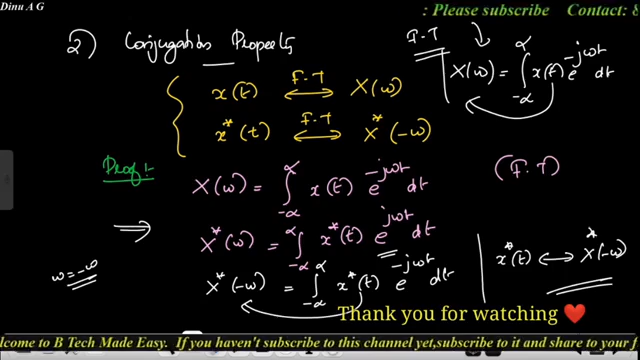 Dinu A G
: Please subscribe Contact: 8
2) Conjugation Property
F.T
X(ω) = ∫_{-α}^{α} x(t) e^{-jωt} dt
x(t) ⟷ F.T X(ω)
x*(t) ⟷ F.T X*(-ω)
Proof :-
X(ω) = ∫_{-α}^{α} x(t) e^{-jωt} dt
(F.T)
⟹ X*(ω) = ∫_{-α}^{α} x*(t) e^{jωt} dt
ω = -ω
X*(-ω) = ∫_{-α}^{α} x*(t) e^{-jωt} dt
x*(t) ⟷ X*(-ω)
Thank you for watching ❤️
lcome to B Tech Made Easy. If you haven't subscribe to this channel yet,subscribe to it and share to your f